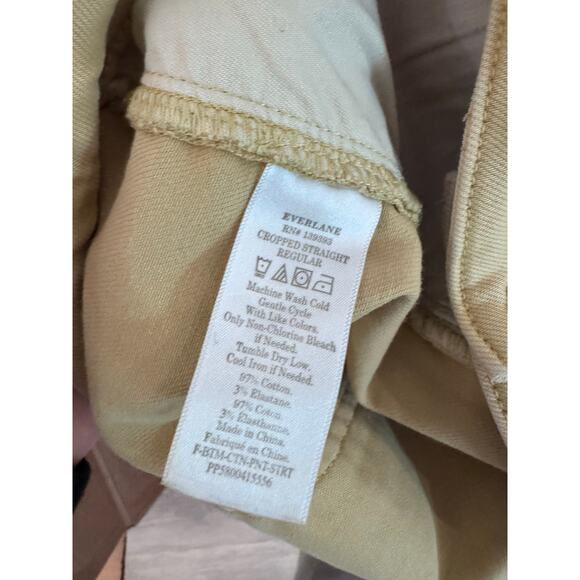 EVERLANE
RN# 139393
CROPPED STRAIGHT
REGULAR
Machine Wash Cold
Gentle Cycle
With Like Colors.
Only Non-Chlorine Bleach
if Needed.
Tumble Dry Low,
Cool Iron if Needed.
97% Cotton.
3% Elastane.
97% Coton.
3% Élasthanne.
Made in China.
Fabriqué en Chine.
F-BTM-CTN-PNT-STRT
PP5800415556